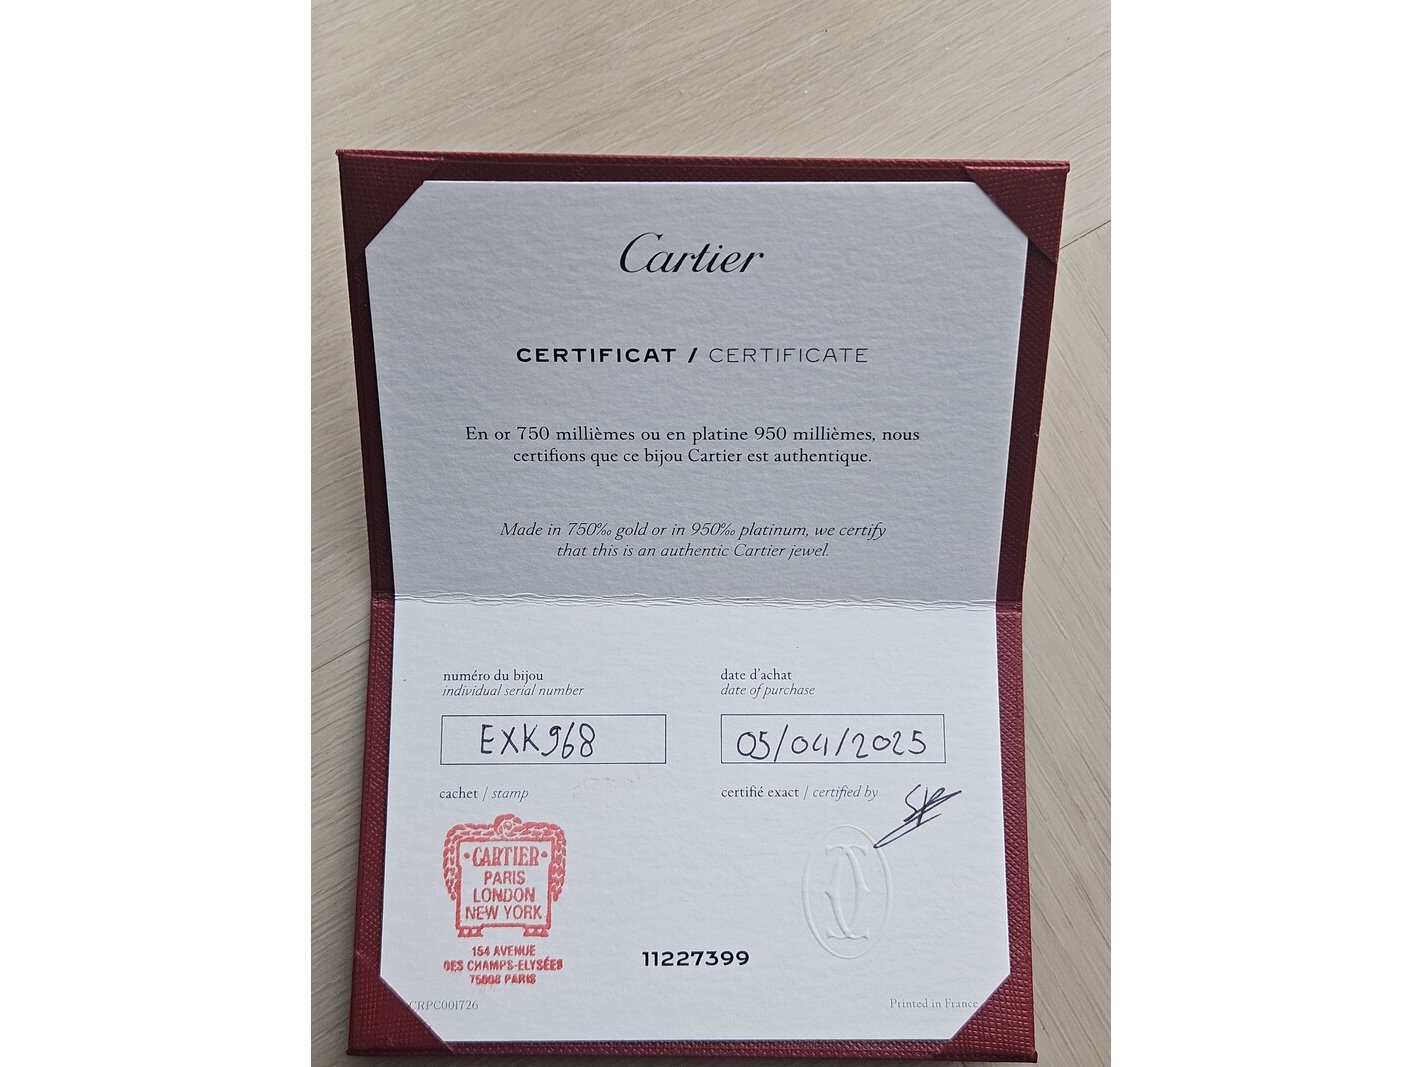 Cartier
CERTIFICAT / CERTIFICATE
En or 750 millièmes ou en platine 950 millièmes, nous
certifions que ce bijou Cartier est authentique.
Made in 750‰ gold or in 950‰ platinum, we certify
that this is an authentic Cartier jewel.
numéro du bijou
individual serial number
EXK968
date d'achat
date of purchase
05/04/2025
cachet / stamp
certifié exact / certified by
·CARTIER·
PARIS
LONDON
NEW YORK
154 AVENUE
DES CHAMPS-ELYSÉES
75008 PARIS
11227399
CRPC001726
Printed in France